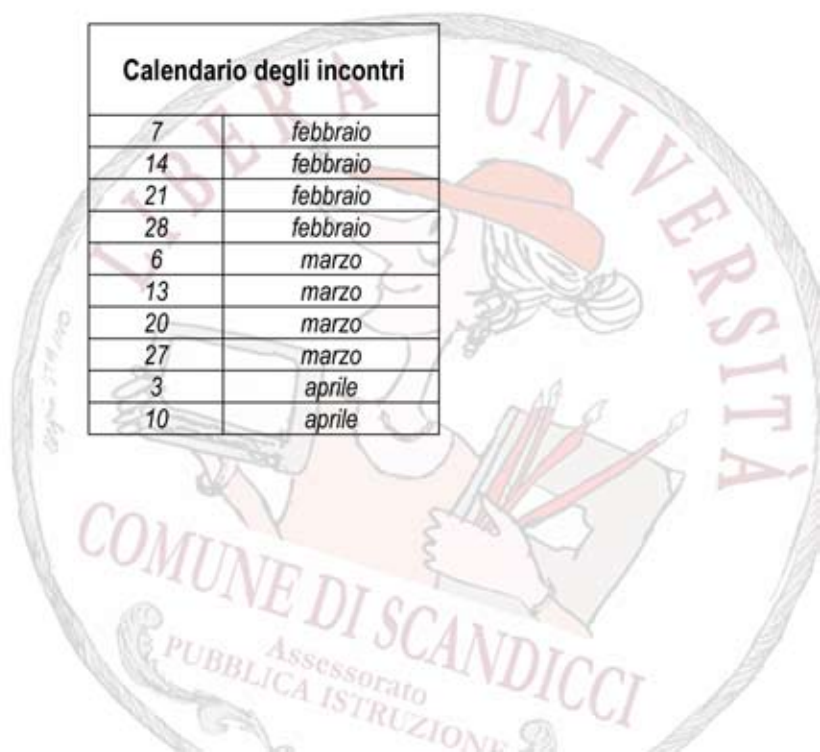 Calendario degli incontri
7 febbraio
14 febbraio
21 febbraio
28 febbraio
6 marzo
13 marzo
20 marzo
27 marzo
3 aprile
10 aprile
LIBERA UNIVERSITÀ
COMUNE DI SCANDICCI
Assessorato
PUBBLICA ISTRUZIONE